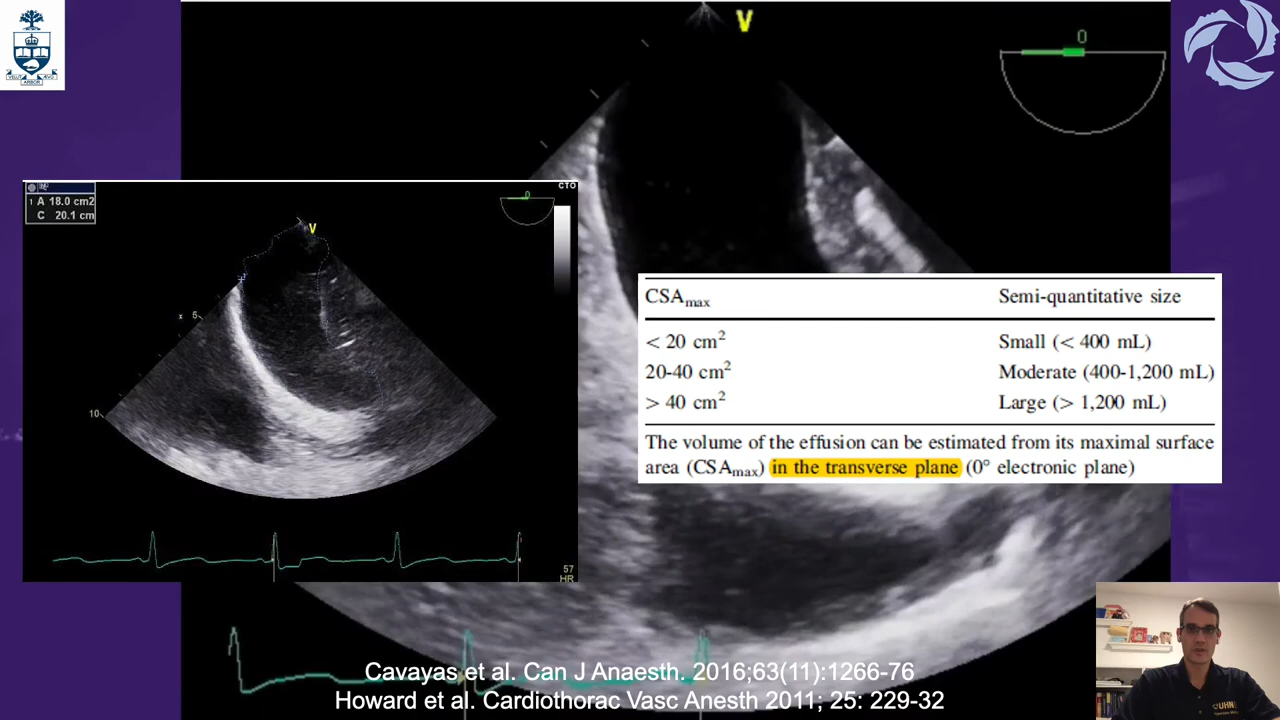 V
0
CTO
1 A 18.0 cm2
C 20.1 cm
0
V
x 5
10
57
HR
CSAmax Semi-quantitative size
< 20 cm2 Small (< 400 mL)
20-40 cm2 Moderate (400-1,200 mL)
> 40 cm2 Large (> 1,200 mL)
The volume of the effusion can be estimated from its maximal surface
area (CSAmax) in the transverse plane (0° electronic plane)
Cavayas et al. Can J Anaesth. 2016;63(11):1266-76
Howard et al. Cardiothorac Vasc Anesth 2011; 25: 229-32
UHN